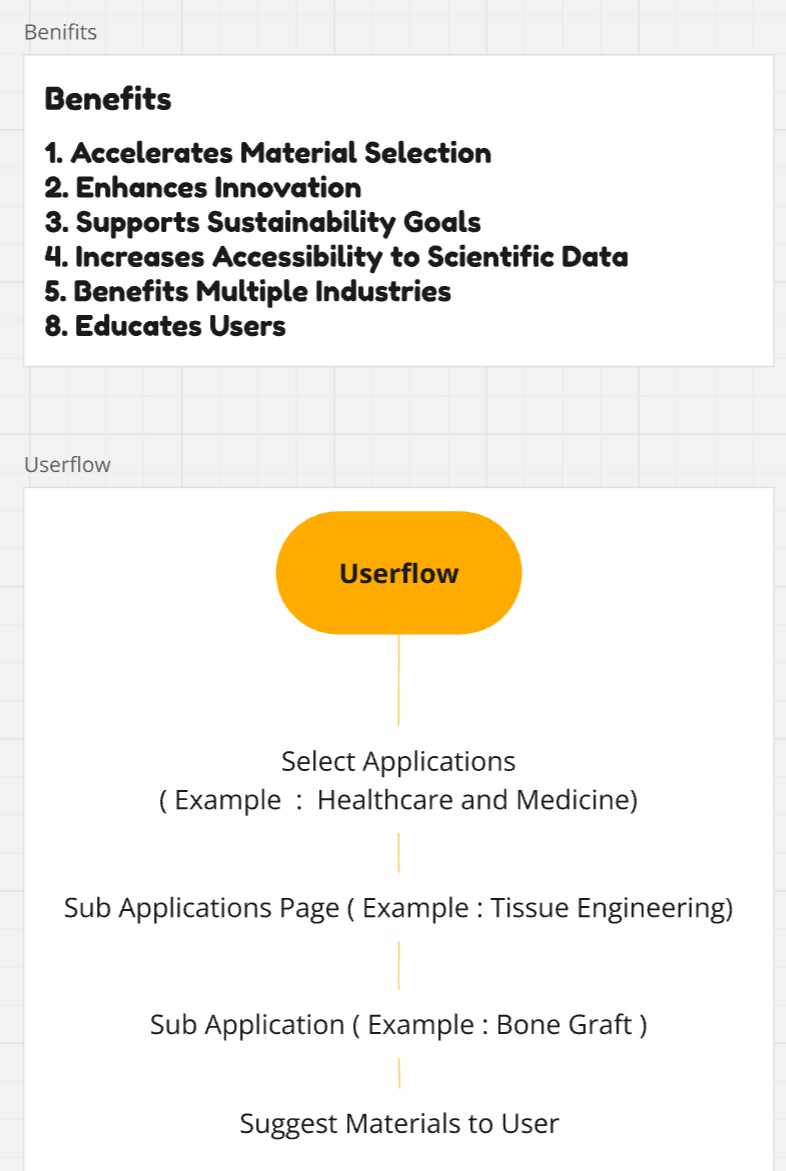 Benifits
Benefits
1. Accelerates Material Selection
2. Enhances Innovation
3. Supports Sustainability Goals
4. Increases Accessibility to Scientific Data
5. Benefits Multiple Industries
8. Educates Users
Userflow
Userflow
Select Applications
( Example  :  Healthcare and Medicine)
Sub Applications Page ( Example : Tissue Engineering)
Sub Application ( Example : Bone Graft )
Suggest Materials to User